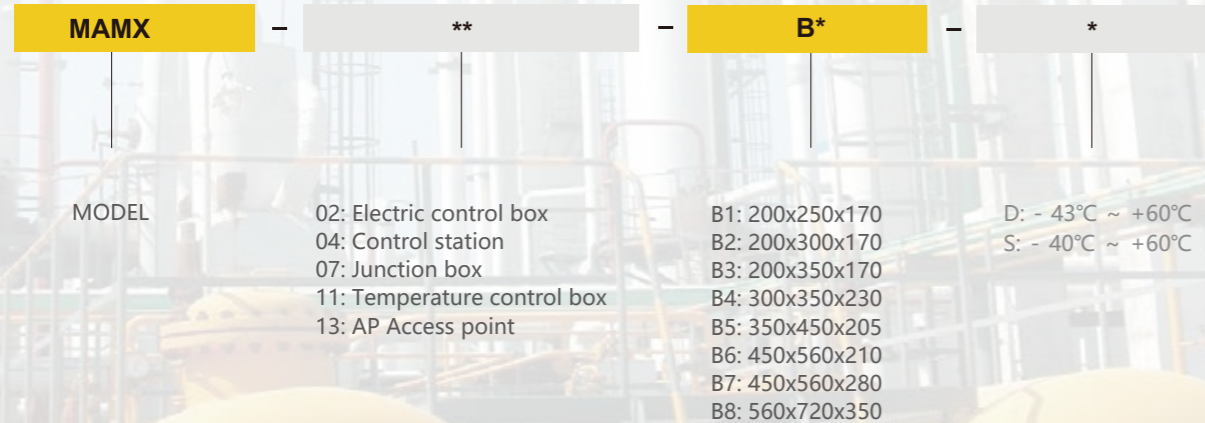 MAMX – ** – B* – *
MODEL
02: Electric control box
04: Control station
07: Junction box
11: Temperature control box
13: AP Access point
B1: 200x250x170
B2: 200x300x170
B3: 200x350x170
B4: 300x350x230
B5: 350x450x205
B6: 450x560x210
B7: 450x560x280
B8: 560x720x350
D: - 43℃ ~ +60℃
S: - 40℃ ~ +60℃